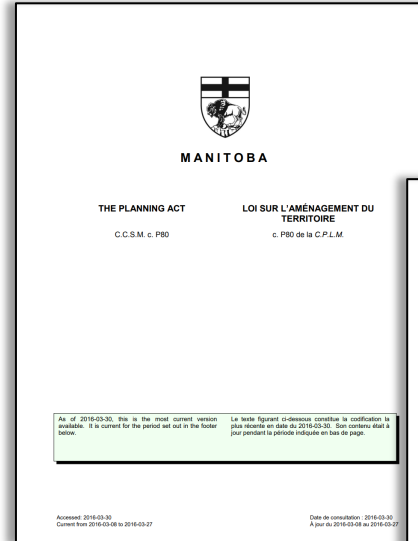 MANITOBA
THE PLANNING ACT
C.C.S.M. c. P80
LOI SUR L'AMÉNAGEMENT DU
TERRITOIRE
c. P80 de la C.P.L.M.
As of 2016-03-30, this is the most current version
available. It is current for the period set out in the footer
below.
Le texte figurant ci-dessous constitue la codification la
plus récente en date du 2016-03-30. Son contenu était à
jour pendant la période indiquée en bas de page.
Accessed: 2016-03-30
Current from 2016-03-08 to 2016-03-27
Date de consultation : 2016-03-30
À jour du 2016-03-08 au 2016-03-27